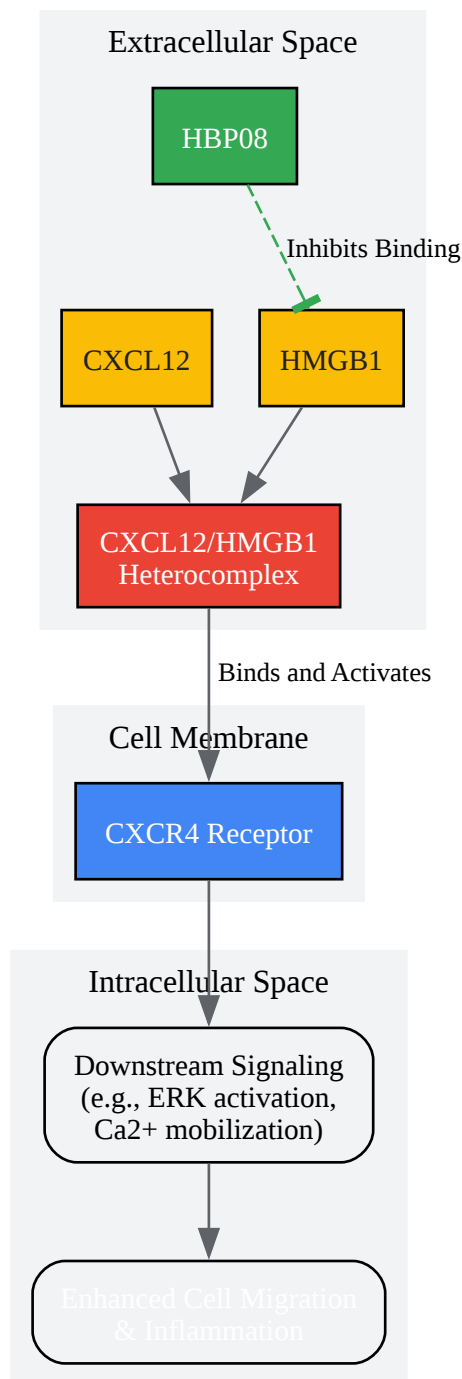 Extracellular Space
HBP08
Inhibits Binding
CXCL12
HMGB1
CXCL12/HMGB1
Heterocomplex
Binds and Activates
Cell Membrane
CXCR4 Receptor
Intracellular Space
Downstream Signaling
(e.g., ERK activation,
Ca2+ mobilization)
Enhanced Cell Migration
& Inflammation